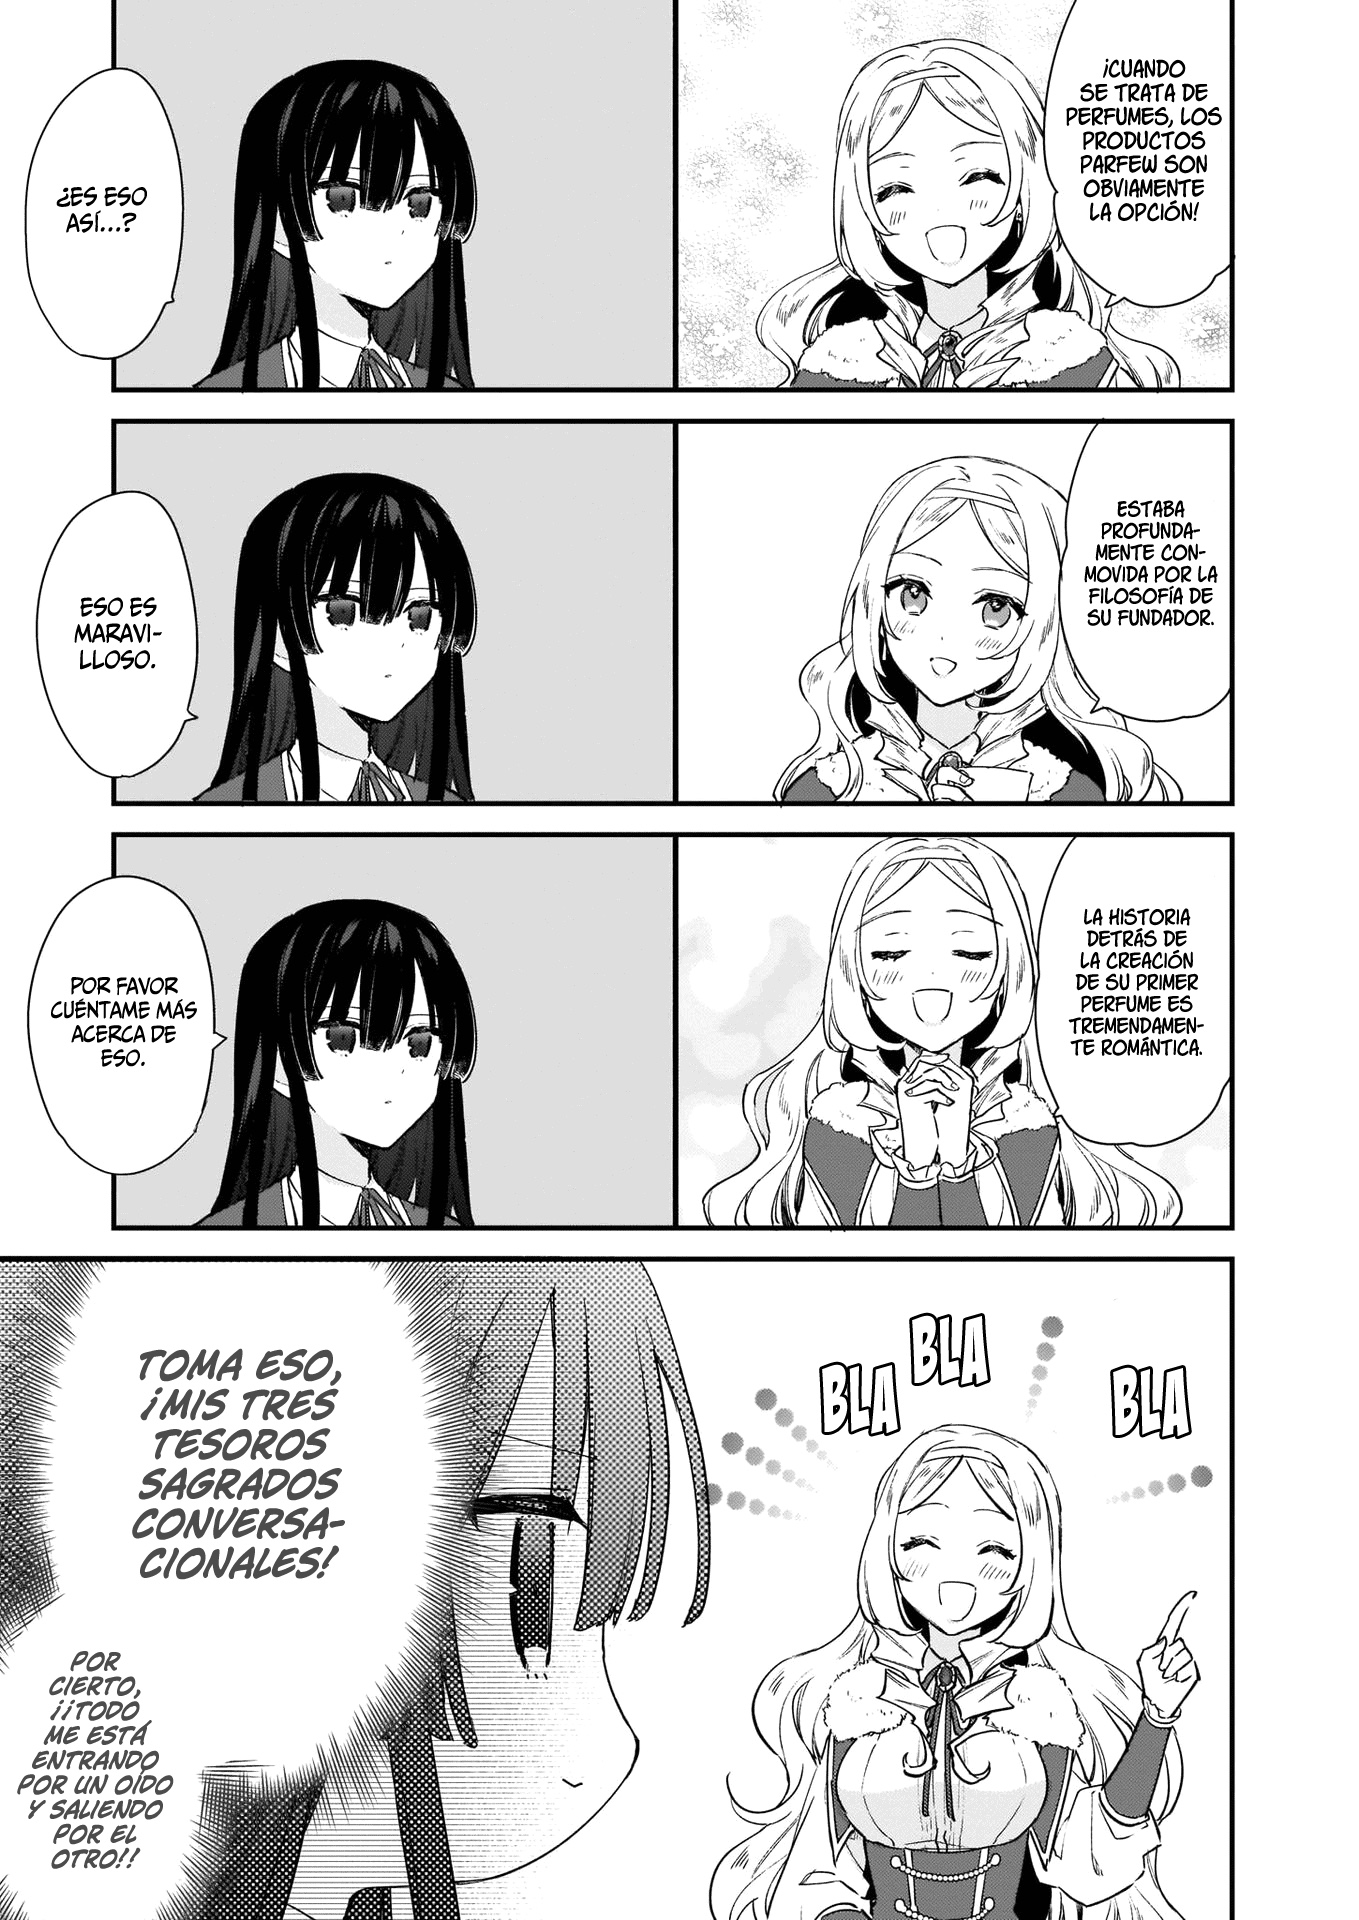 ¡CUANDO
SE TRATA DE
PERFUMES, LOS
PRODUCTOS
PARFEW SON
OBVIAMENTE
LA OPCIÓN!
¿ES ESO
ASÍ...?
ESTABA
PROFUNDA-
MENTE CON-
MOVIDA POR LA
FILOSOFÍA DE
SU FUNDADOR.
ESO ES
MARAVI-
LLOSO.
LA HISTORIA
DETRÁS DE
LA CREACIÓN
DE SU PRIMER
PERFUME ES
TREMENDAMEN-
TE ROMÁNTICA.
POR FAVOR
CUÉNTAME MÁS
ACERCA DE
ESO.
BLA
BLA
BLA
TOMA ESO,
¡MIS TRES
TESOROS
SAGRADOS
CONVERSA-
CIONALES!
POR
CIERTO,
¡¡TODO
ME ESTÁ
ENTRANDO
POR UN OÍDO
Y SALIENDO
POR EL
OTRO!!